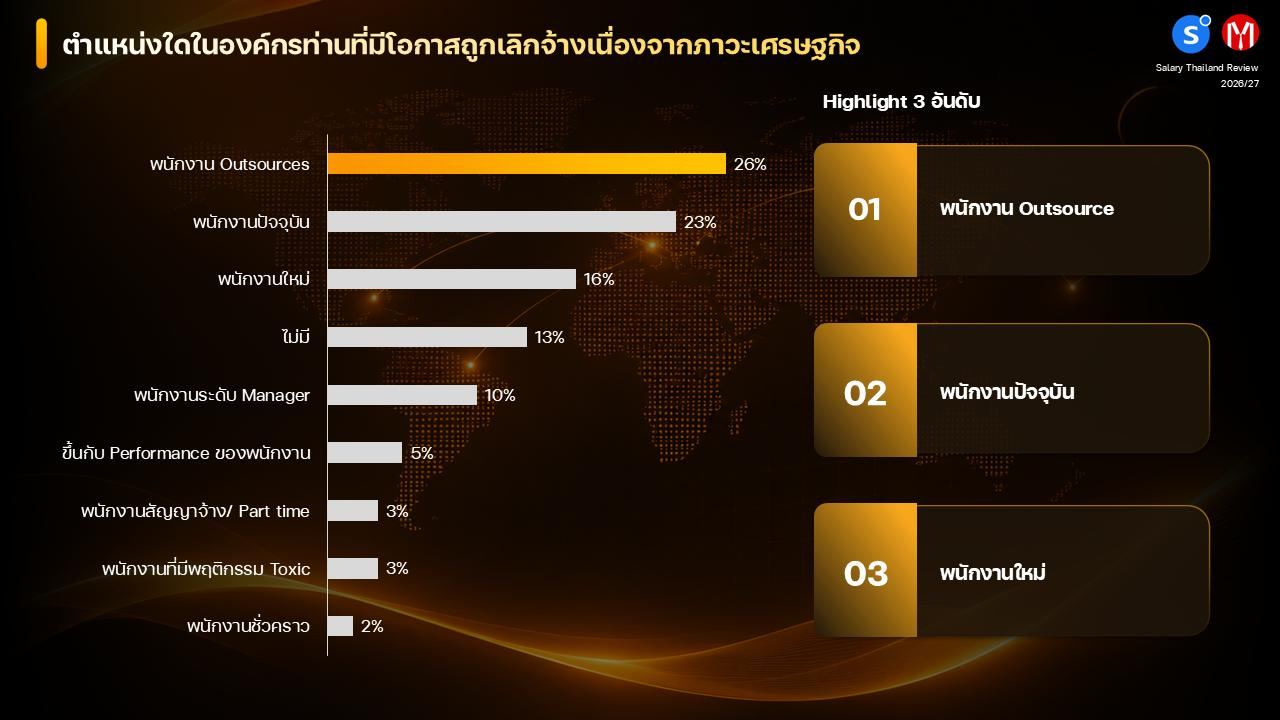 ตำแหน่งใดในองค์กรท่านที่มีโอกาสถูกเลิกจ้างเนื่องจากภาวะเศรษฐกิจ
S
Salary Thailand Review
2026/27
พนักงาน Outsources 26%
พนักงานปัจจุบัน 23%
พนักงานใหม่ 16%
ไม่มี 13%
พนักงานระดับ Manager 10%
ขึ้นกับ Performance ของพนักงาน 5%
พนักงานสัญญาจ้าง/ Part time 3%
พนักงานที่มีพฤติกรรม Toxic 3%
พนักงานชั่วคราว 2%
Highlight 3 อันดับ
01 พนักงาน Outsource
02 พนักงานปัจจุบัน
03 พนักงานใหม่